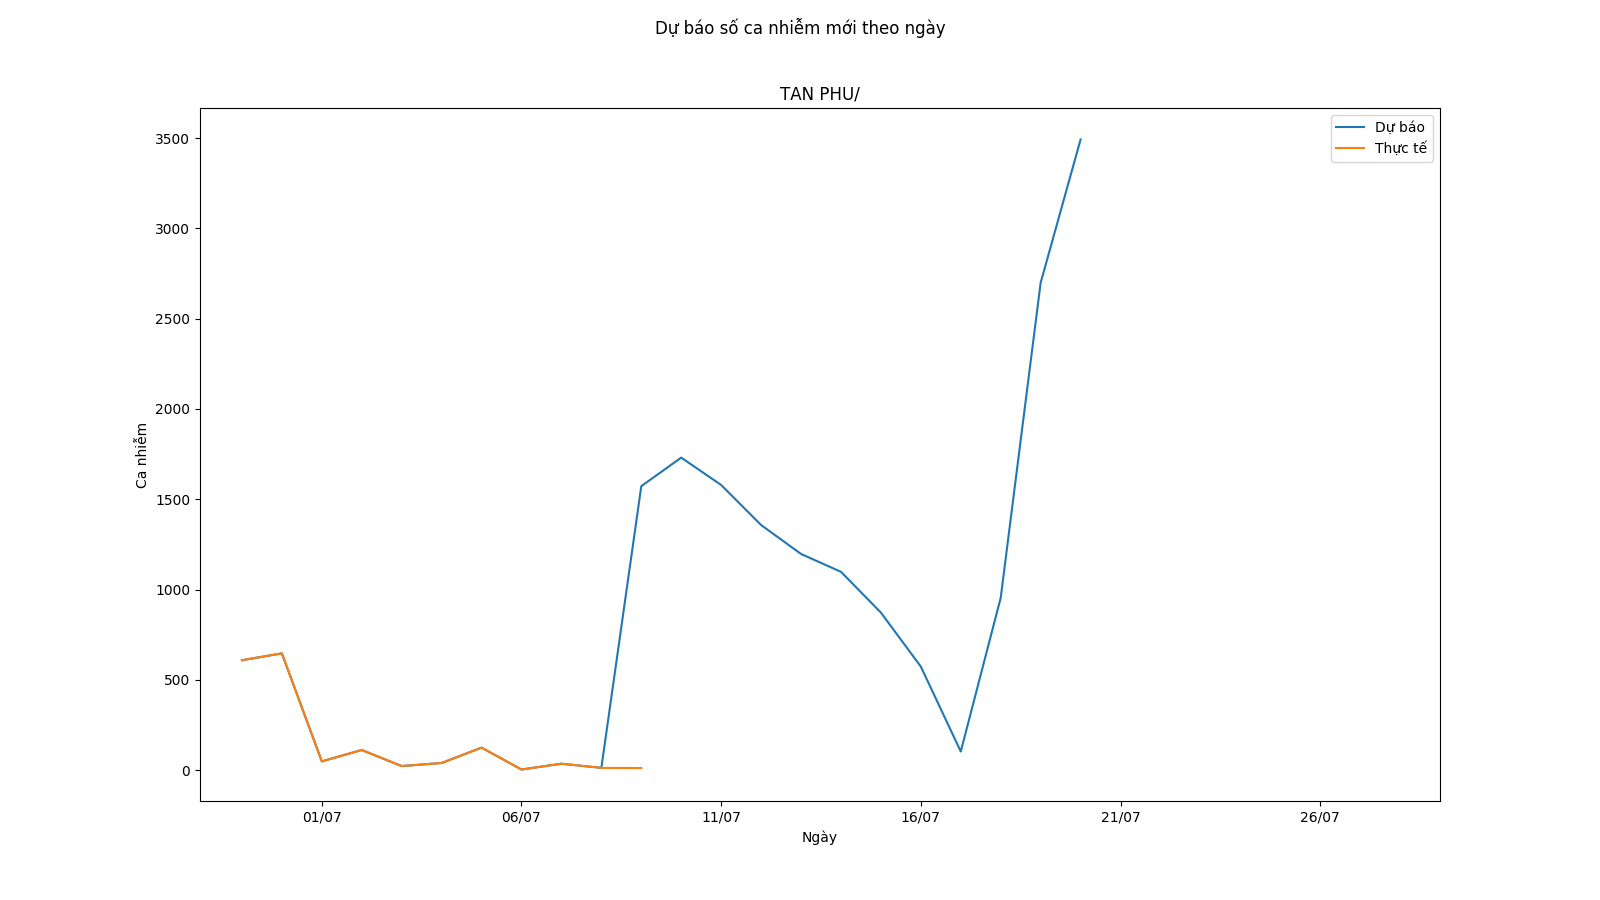 Dự báo số ca nhiễm mới theo ngày
TAN PHU/
Dự báo
Thực tế
3500
3000
2500
2000
1500
1000
500
0
Ca nhiễm
01/07
06/07
11/07
16/07
21/07
26/07
Ngày